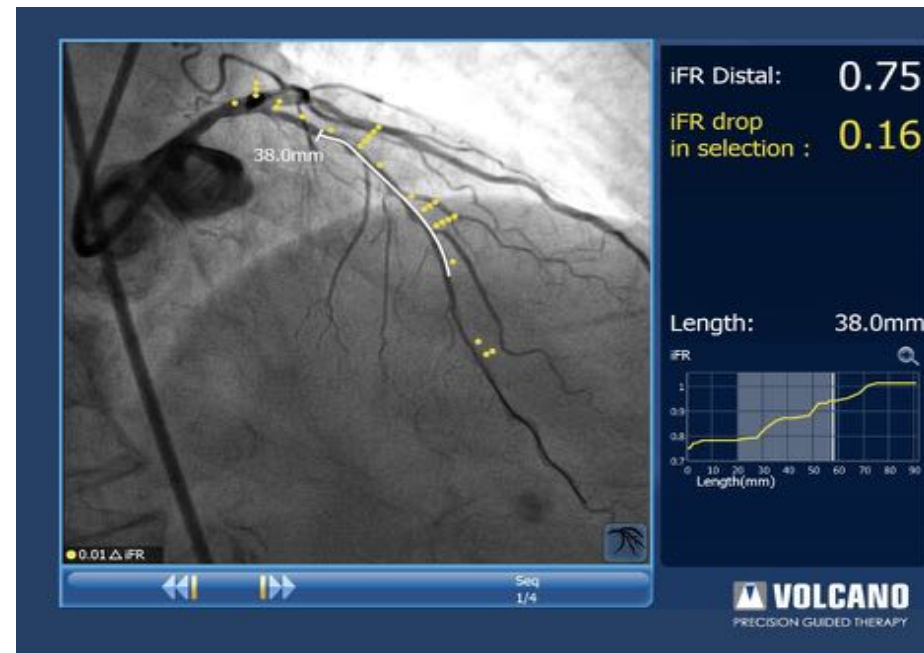 iFR Distal: 0.75
iFR drop
in selection : 0.16
38.0mm
Length: 38.0mm
iFR
1
0.9
0.8
0.7
0 10 20 30 40 50 60 70 80 90
Length(mm)
0.01 △ iFR
Seq
1/4
VOLCANO
PRECISION GUIDED THERAPY